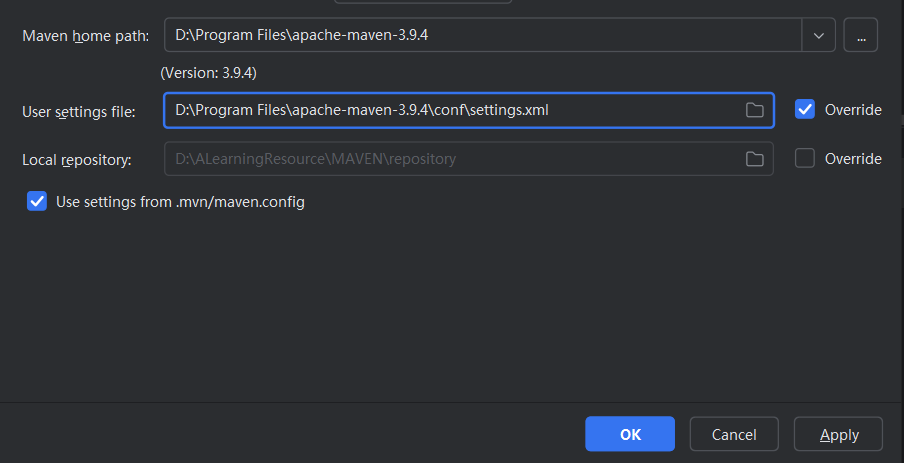 Maven home path: D:\Program Files\apache-maven-3.9.4 ...
(Version: 3.9.4)
User settings file: D:\Program Files\apache-maven-3.9.4\conf\settings.xml Override
Local repository: D:\ALearningResource\MAVEN\repository Override
Use settings from .mvn/maven.config
OK Cancel Apply